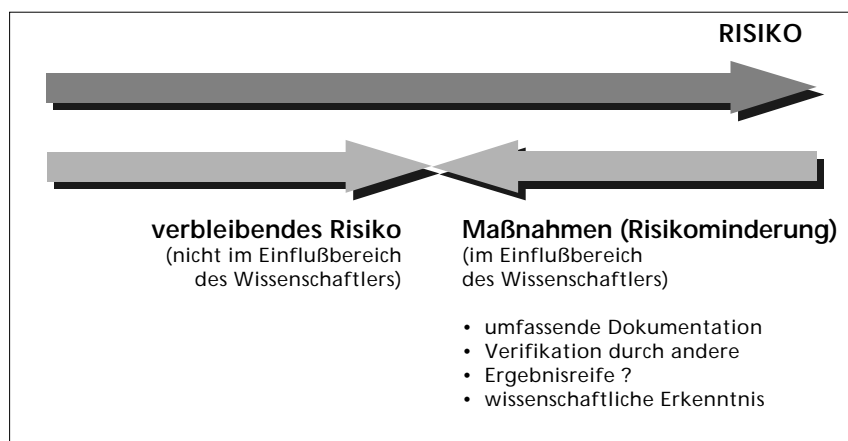 RISIKO
verbleibendes Risiko
(nicht im Einflußbereich
des Wissenschaftlers)
Maßnahmen (Risikominderung)
(im Einflußbereich
des Wissenschaftlers)
• umfassende Dokumentation
• Verifikation durch andere
• Ergebnisreife ?
• wissenschaftliche Erkenntnis